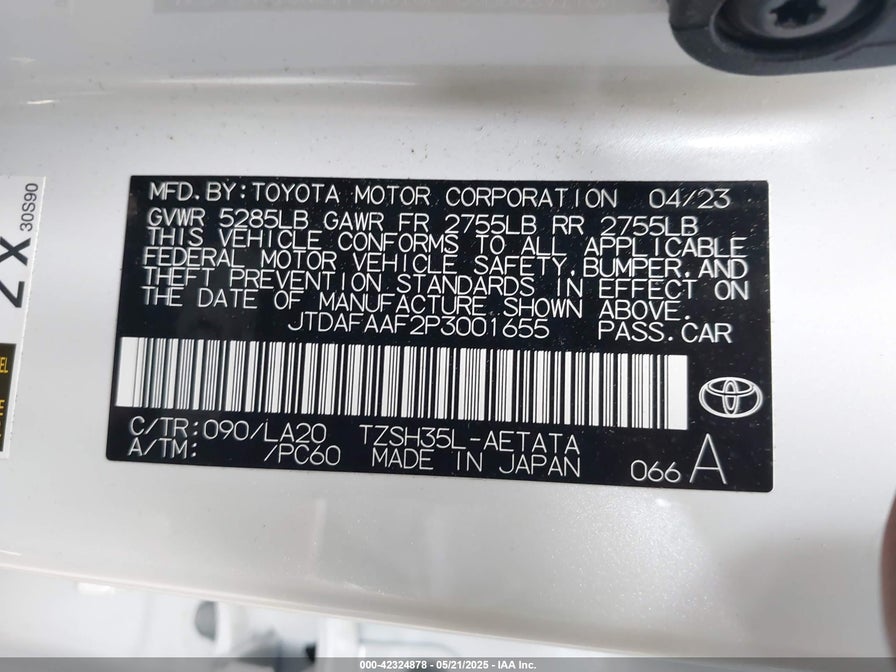 MFD.BY:TOYOTA MOTOR CORPORATION 04/23
GVWR 5285LB GAWR FR 2755LB RR 2755LB
THIS VEHICLE CONFORMS TO ALL APPLICABLE
FEDERAL MOTOR VEHICLE SAFETY,BUMPER,AND
THEFT PREVENTION STANDARDS IN EFFECT ON
THE DATE OF MANUFACTURE SHOWN ABOVE.
JTDAFAAF2P3001655 PASS.CAR
C/TR:090/LA20 TZSH35L-AETATA
A/TM: /PC60 MADE IN JAPAN 066 A
2X
30S90
000-42324878 - 05/21/2025 - IAA Inc.